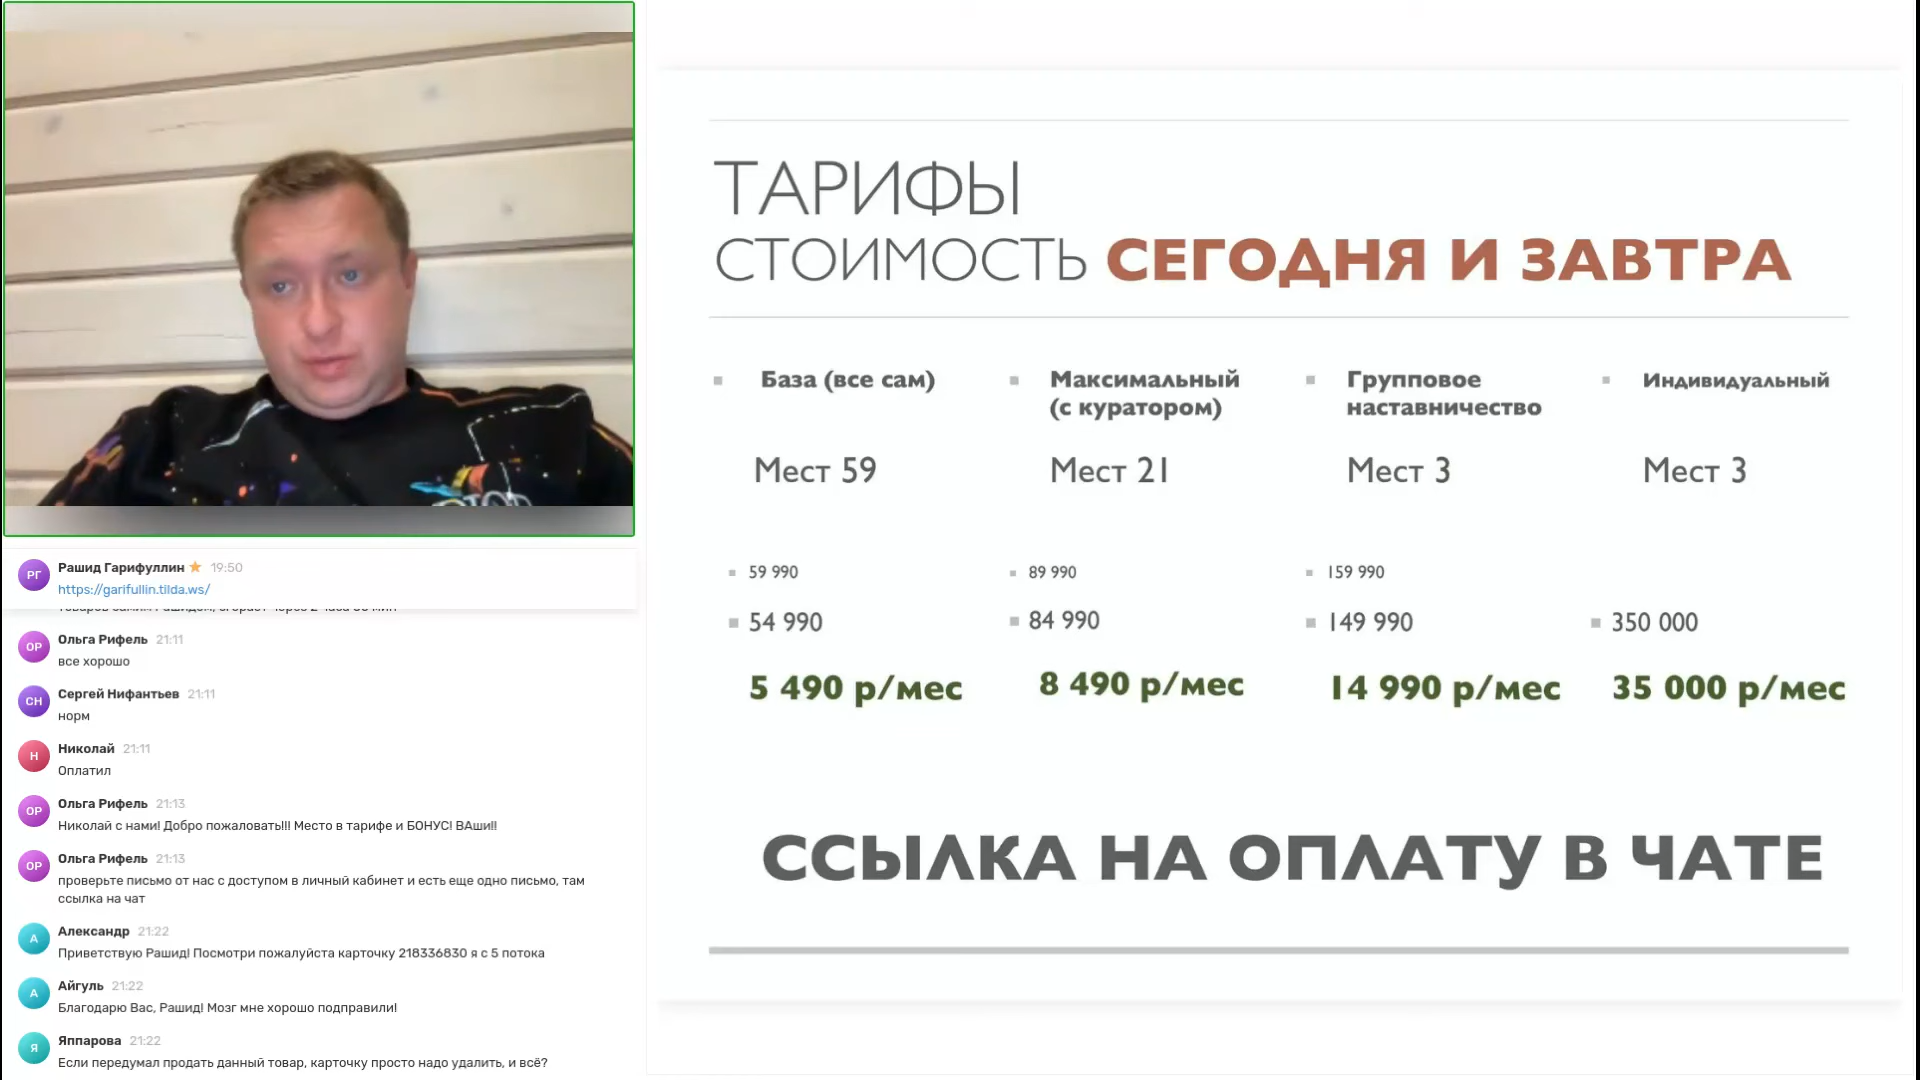 РГ
Рашид Гарифуллин 19:50
https://garifullin.tilda.ws/
ОР
Ольга Рифель 21:11
все хорошо
СН
Сергей Нифантьев 21:11
норм
Н
Николай 21:11
Оплатил
ОР
Ольга Рифель 21:13
Николай с нами! Добро пожаловать!!! Место в тарифе и БОНУС! ВАши!!
ОР
Ольга Рифель 21:13
проверьте письмо от нас с доступом в личный кабинет и есть еще одно письмо, там
ссылка на чат
А
Александр 21:22
Приветствую Рашид! Посмотри пожалуйста карточку 218336830 я с 5 потока
А
Айгуль 21:22
Благодарю Вас, Рашид! Мозг мне хорошо подправили!
Я
Яппарова 21:22
Если передумал продать данный товар, карточку просто надо удалить, и всё?
ТАРИФЫ
СТОИМОСТЬ СЕГОДНЯ И ЗАВТРА
База (все сам)
Мест 59
59 990
54 990
5 490 р/мес
Максимальный
(с куратором)
Мест 21
89 990
84 990
8 490 р/мес
Групповое
наставничество
Мест 3
159 990
149 990
14 990 р/мес
Индивидуальный
Мест 3
350 000
35 000 р/мес
ССЫЛКА НА ОПЛАТУ В ЧАТЕ